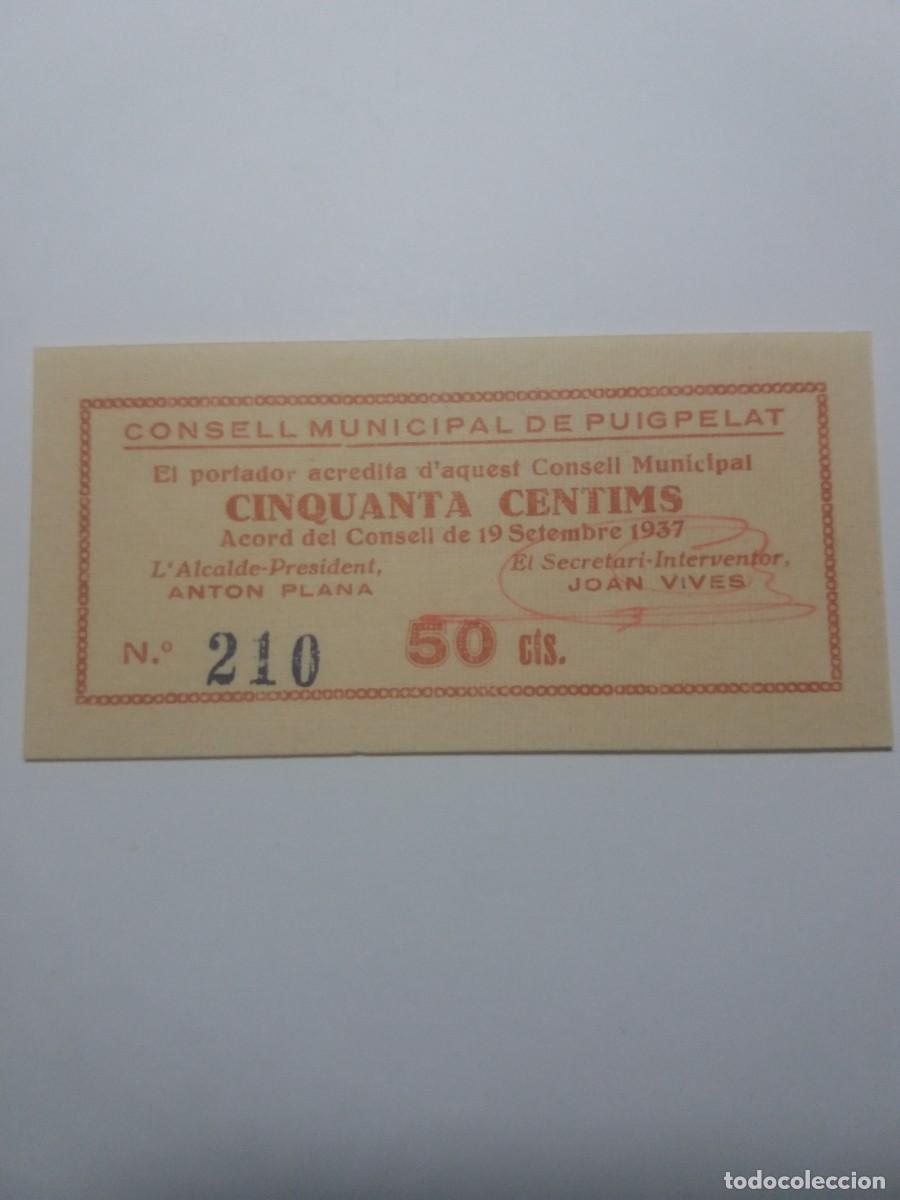 CONSELL MUNICIPAL DE PUIGPELAT
El portador acredita d'aquest Consell Municipal
CINQUANTA CENTIMS
Acord del Consell de 19 Setembre 1937
L'Alcalde-President, El Secretari-Interventor,
ANTON PLANA JOAN VIVES
N.º 210 50 cts.
todocoleccion